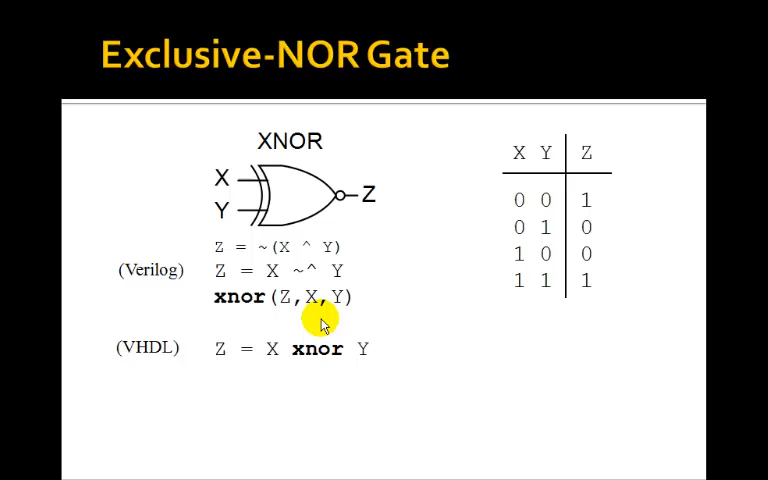 Exclusive-NOR Gate
XNOR
X
Y
Z
Z = ~(X ^ Y)
(Verilog) Z = X ~^ Y
xnor(Z,X,Y)
(VHDL) Z = X xnor Y
X Y Z
0 0 1
0 1 0
1 0 0
1 1 1